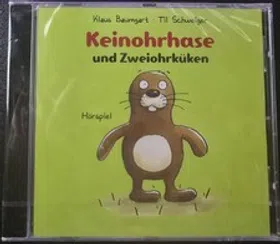 Klaus Baumgart Til Schweiger
Keinohrhase
und Zweiohrküken
Hörspiel